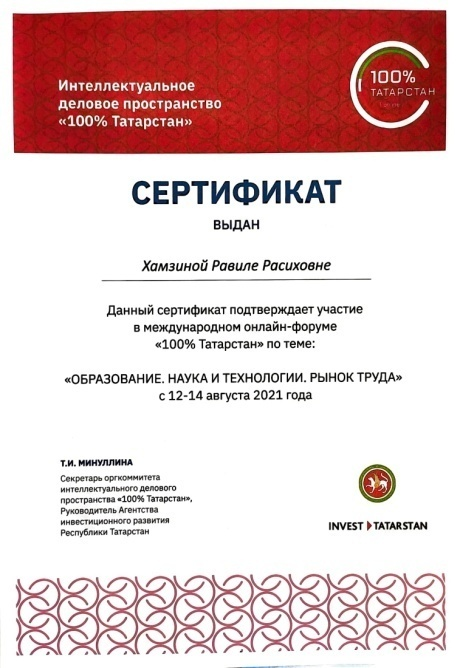 Интеллектуальное
деловое пространство
«100% Татарстан»
100%
ТАТАРСТАН
СЕРТИФИКАТ
ВЫДАН
Хамзиной Равиле Расиховне
Данный сертификат подтверждает участие
в международном онлайн-форуме
«100% Татарстан» по теме:
«ОБРАЗОВАНИЕ. НАУКА И ТЕХНОЛОГИИ. РЫНОК ТРУДА»
с 12-14 августа 2021 года
Т.И. МИНУЛЛИНА
Секретарь оргкоммитета
интеллектуального делового
пространства «100% Татарстан»,
Руководитель Агентства
инвестиционного развития
Республики Татарстан
INVEST TATARSTAN